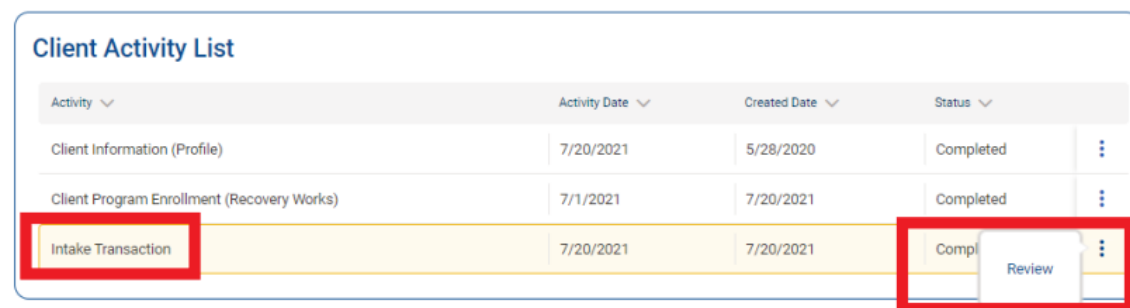 Client Activity List
Activity Activity Date Created Date Status
Client Information (Profile) 7/20/2021 5/28/2020 Completed
Client Program Enrollment (Recovery Works) 7/1/2021 7/20/2021 Completed
Intake Transaction 7/20/2021 7/20/2021 Compl
Review